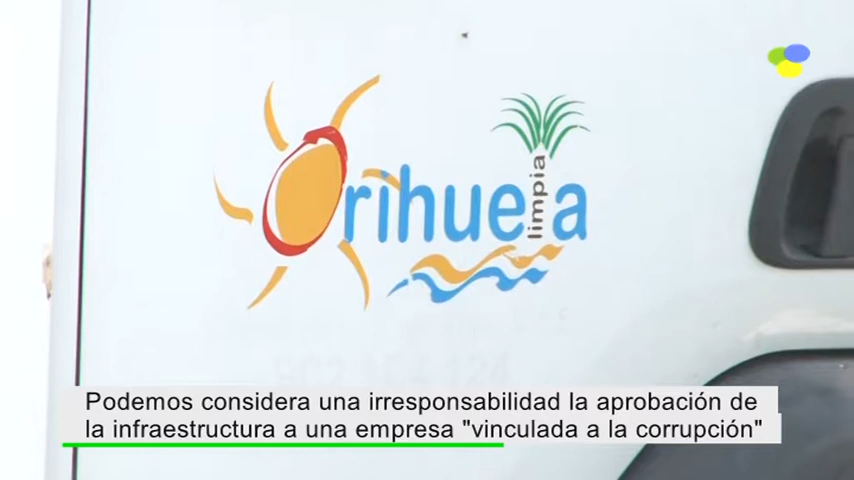 Orihuela
limpia
Podemos considera una irresponsabilidad la aprobación de
la infraestructura a una empresa "vinculada a la corrupción"